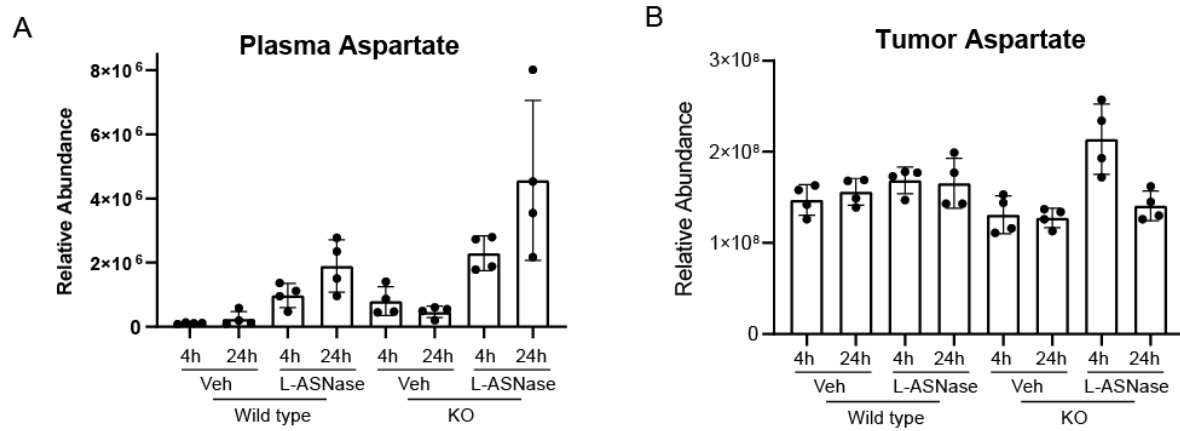 A
Plasma Aspartate
Relative Abundance
8×10⁶
6×10⁶
4×10⁶
2×10⁶
0
4h 24h 4h 24h 4h 24h 4h 24h
Veh L-ASNase Veh L-ASNase
Wild type KO
B
Tumor Aspartate
Relative Abundance
3×10⁸
2×10⁸
1×10⁸
0
4h 24h 4h 24h 4h 24h 4h 24h
Veh L-ASNase Veh L-ASNase
Wild type KO